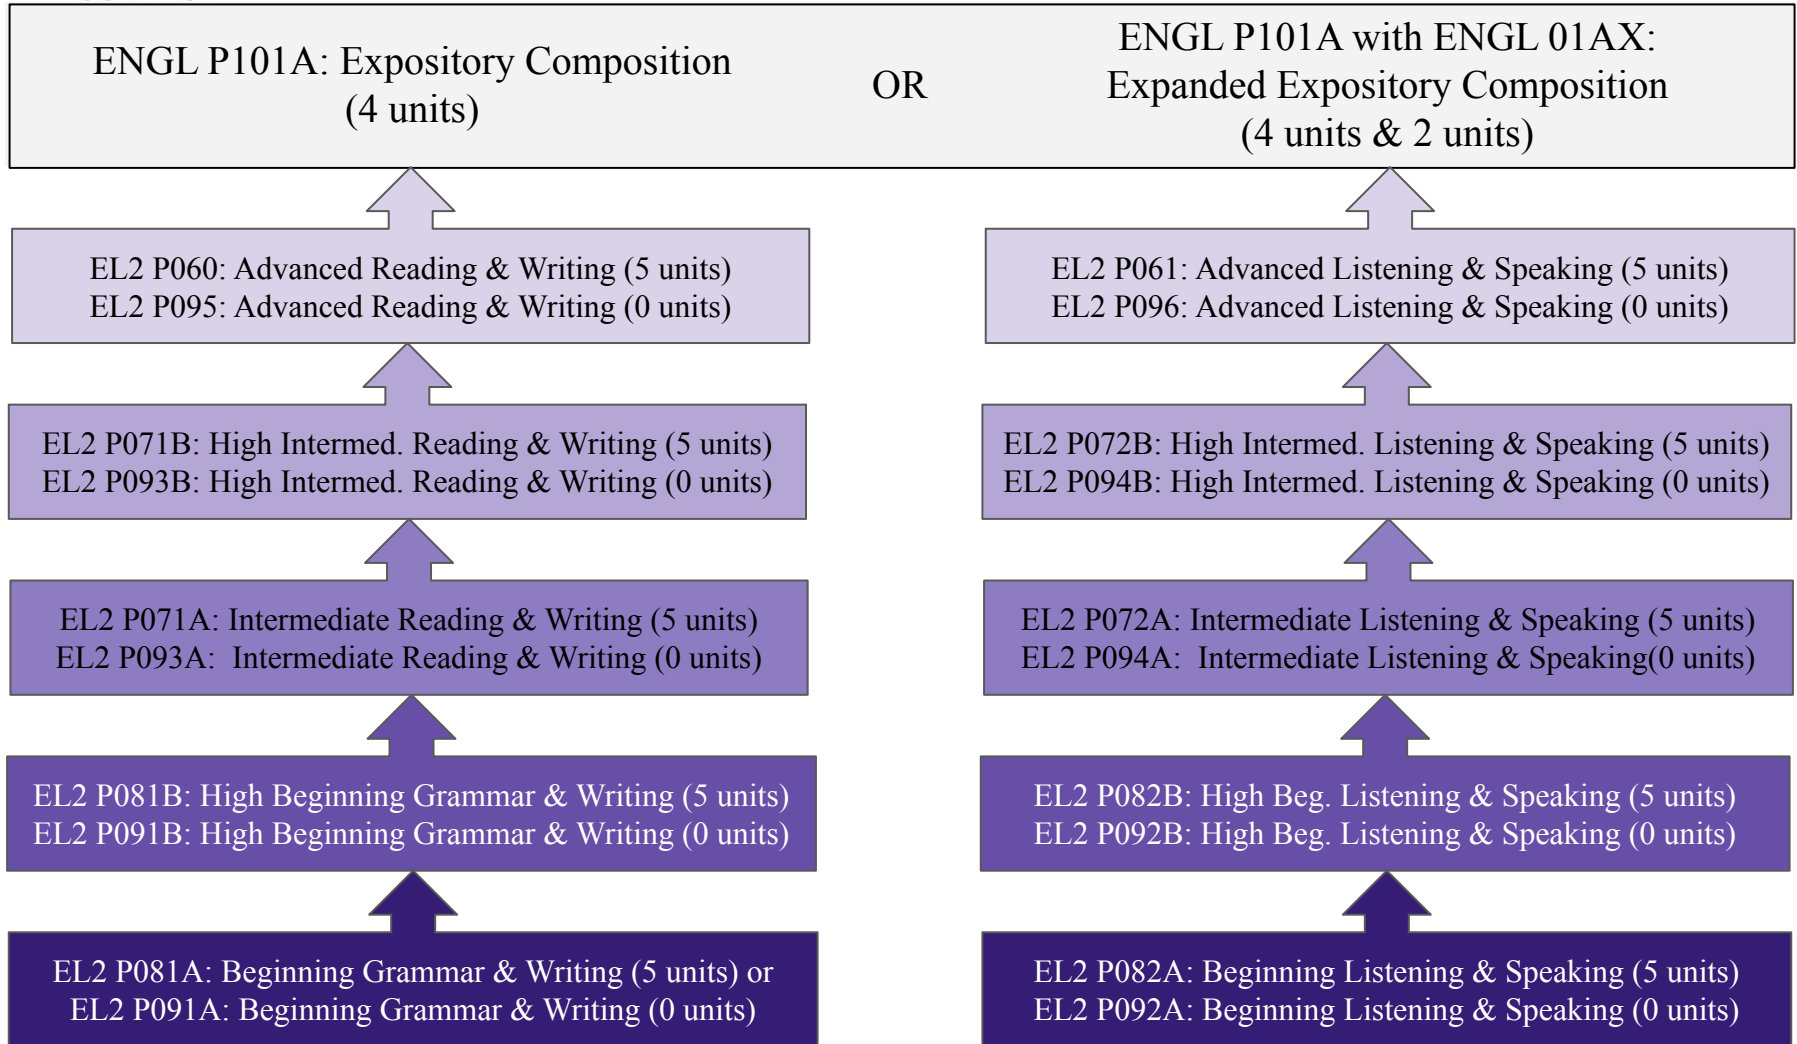 ENGL P101A: Expository Composition
(4 units)
OR
ENGL P101A with ENGL 01AX:
Expanded Expository Composition
(4 units & 2 units)
EL2 P060: Advanced Reading & Writing (5 units)
EL2 P095: Advanced Reading & Writing (0 units)
EL2 P061: Advanced Listening & Speaking (5 units)
EL2 P096: Advanced Listening & Speaking (0 units)
EL2 P071B: High Intermed. Reading & Writing (5 units)
EL2 P093B: High Intermed. Reading & Writing (0 units)
EL2 P072B: High Intermed. Listening & Speaking (5 units)
EL2 P094B: High Intermed. Listening & Speaking (0 units)
EL2 P071A: Intermediate Reading & Writing (5 units)
EL2 P093A:  Intermediate Reading & Writing (0 units)
EL2 P072A: Intermediate Listening & Speaking (5 units)
EL2 P094A:  Intermediate Listening & Speaking(0 units)
EL2 P081B: High Beginning Grammar & Writing (5 units)
EL2 P091B: High Beginning Grammar & Writing (0 units)
EL2 P082B: High Beg. Listening & Speaking (5 units)
EL2 P092B: High Beg. Listening & Speaking (0 units)
EL2 P081A: Beginning Grammar & Writing (5 units) or
EL2 P091A: Beginning Grammar & Writing (0 units)
EL2 P082A: Beginning Listening & Speaking (5 units)
EL2 P092A: Beginning Listening & Speaking (0 units)